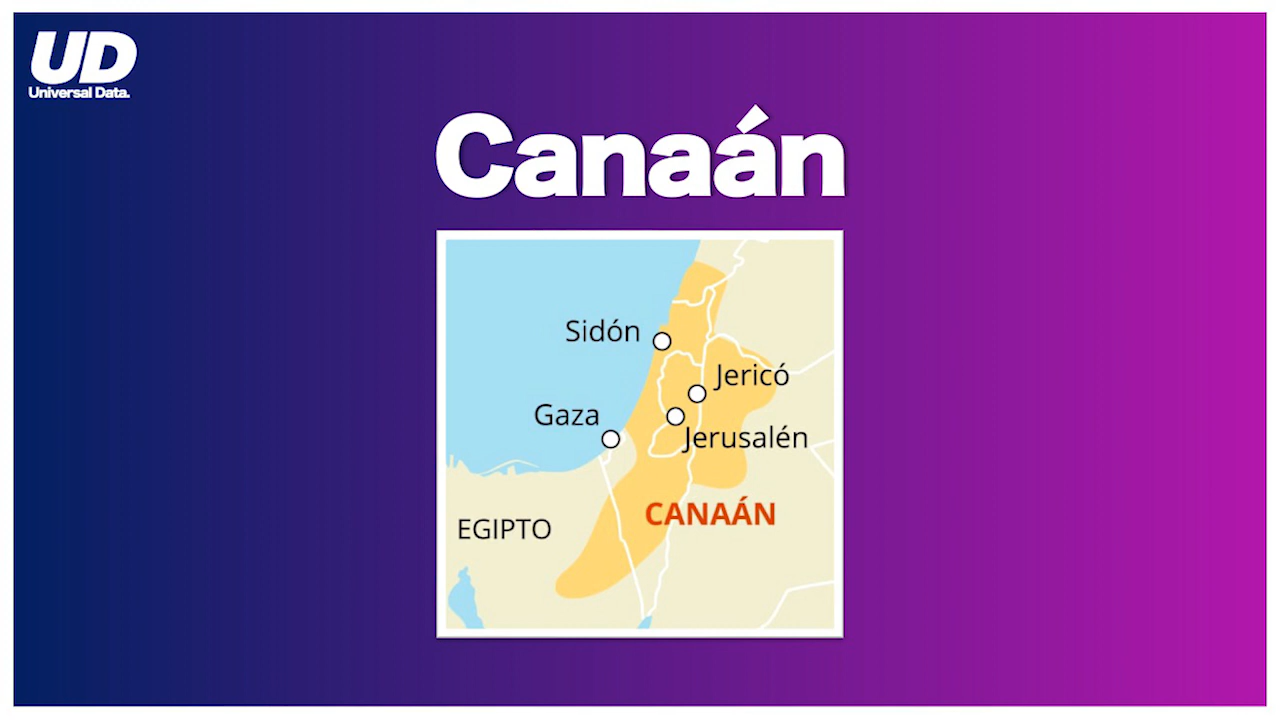 UD
Universal Data.
Canaán
Sidón
Jericó
Gaza
Jerusalén
CANAÁN
EGIPTO